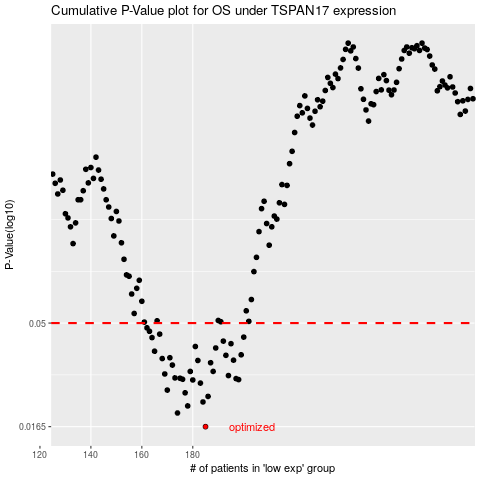 Cumulative P-Value plot for OS under TSPAN17 expression
P-Value(log10)
0.05
0.0165
optimized
120 140 160 180
# of patients in 'low exp' group